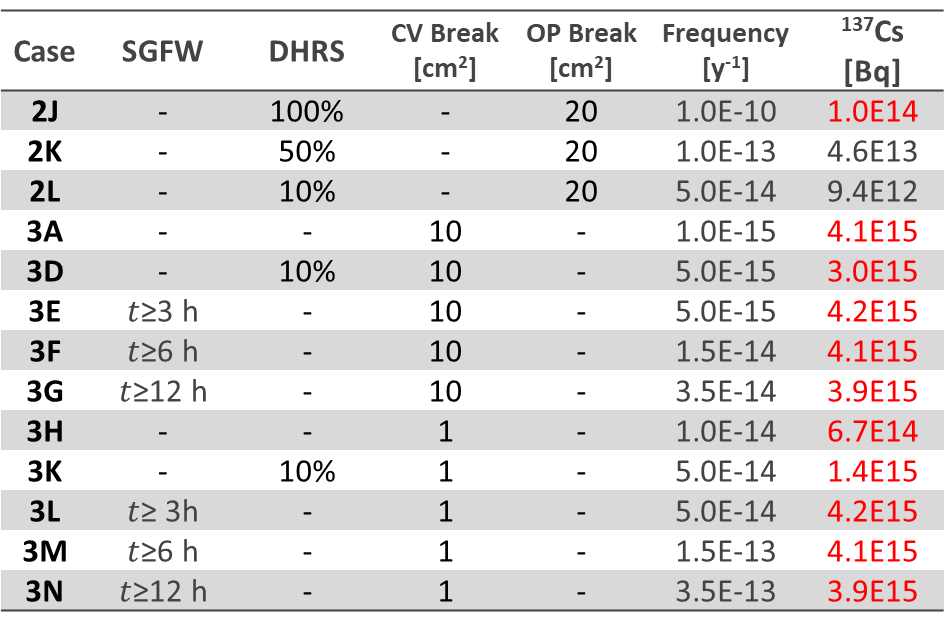 Case SGFW DHRS CV Break [cm²] OP Break [cm²] Frequency [y⁻¹] ¹³⁷Cs [Bq]
2J - 100% - 20 1.0E-10 1.0E14
2K - 50% - 20 1.0E-13 4.6E13
2L - 10% - 20 5.0E-14 9.4E12
3A - - 10 - 1.0E-15 4.1E15
3D - 10% 10 - 5.0E-15 3.0E15
3E t≥3 h - 10 - 5.0E-15 4.2E15
3F t≥6 h - 10 - 1.5E-14 4.1E15
3G t≥12 h - 10 - 3.5E-14 3.9E15
3H - - 1 - 1.0E-14 6.7E14
3K - 10% 1 - 5.0E-14 1.4E15
3L t≥ 3h - 1 - 5.0E-14 4.2E15
3M t≥6 h - 1 - 1.5E-13 4.1E15
3N t≥12 h - 1 - 3.5E-13 3.9E15